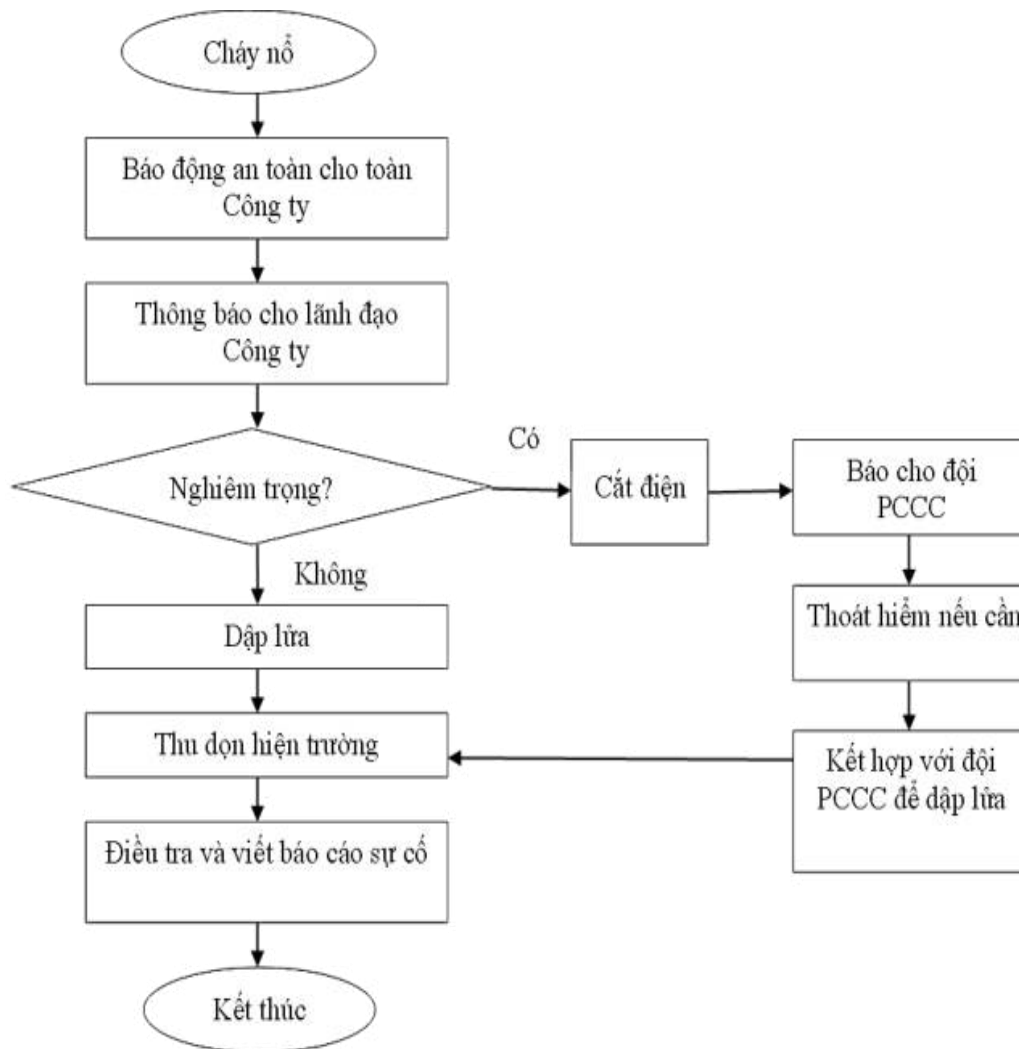 Cháy nổ
Báo động an toàn cho toàn
Công ty
Thông báo cho lãnh đạo
Công ty
Nghiêm trọng?
Có
Cắt điện
Báo cho đội
PCCC
Không
Thoát hiểm nếu cần
Dập lửa
Thu dọn hiện trường
Kết hợp với đội
PCCC để dập lửa
Điều tra và viết báo cáo sự cố
Kết thúc